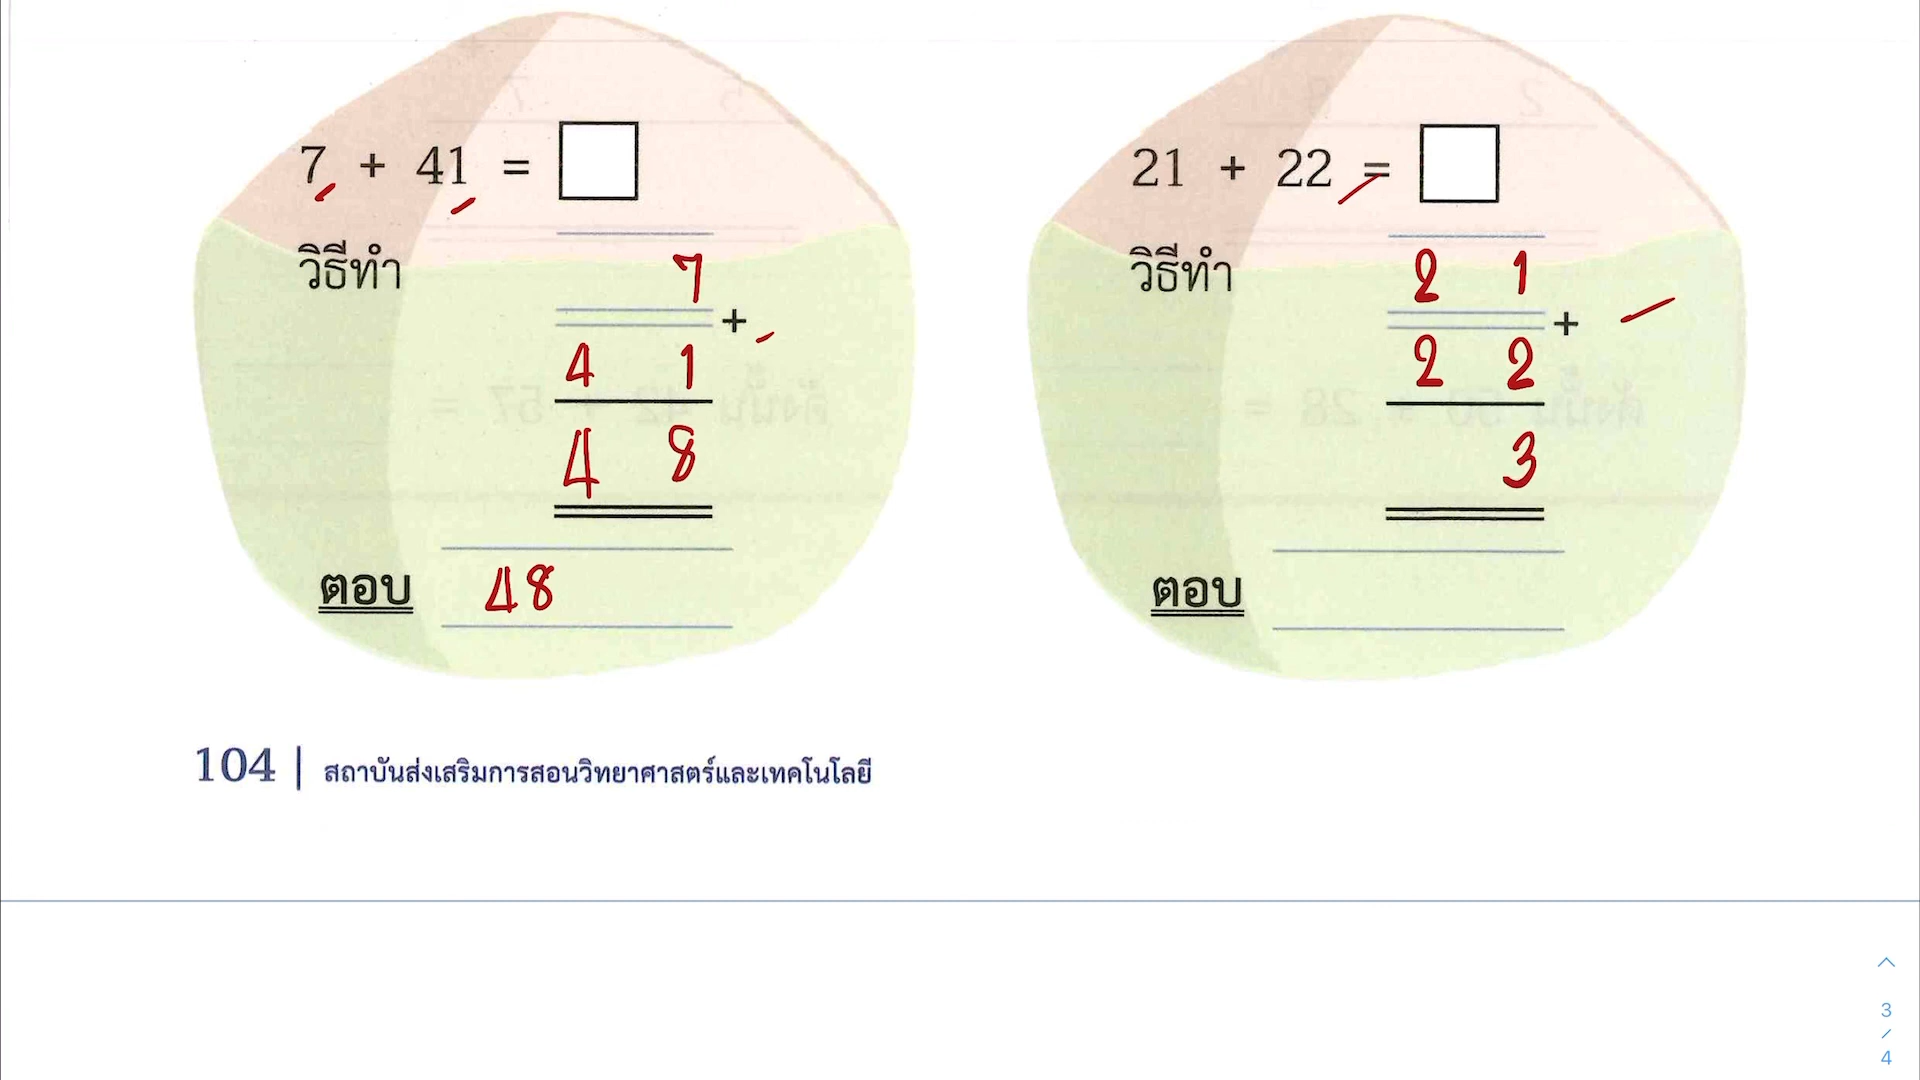 7 + 41 =
วิธีทำ
7
+
4 1
4 8
ตอบ 48
21 + 22 =
วิธีทำ
2 1
+
2 2
3
ตอบ
104 | สถาบันส่งเสริมการสอนวิทยาศาสตร์และเทคโนโลยี
3
/
4